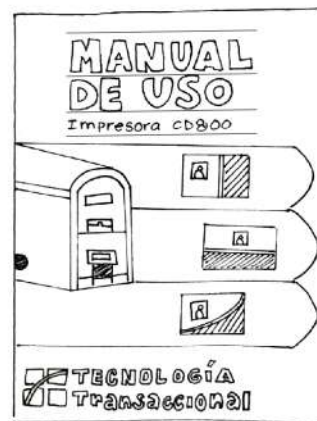 MANUAL
DE USO
Impresora CD800
TECNOLOGÍA
Transaccional